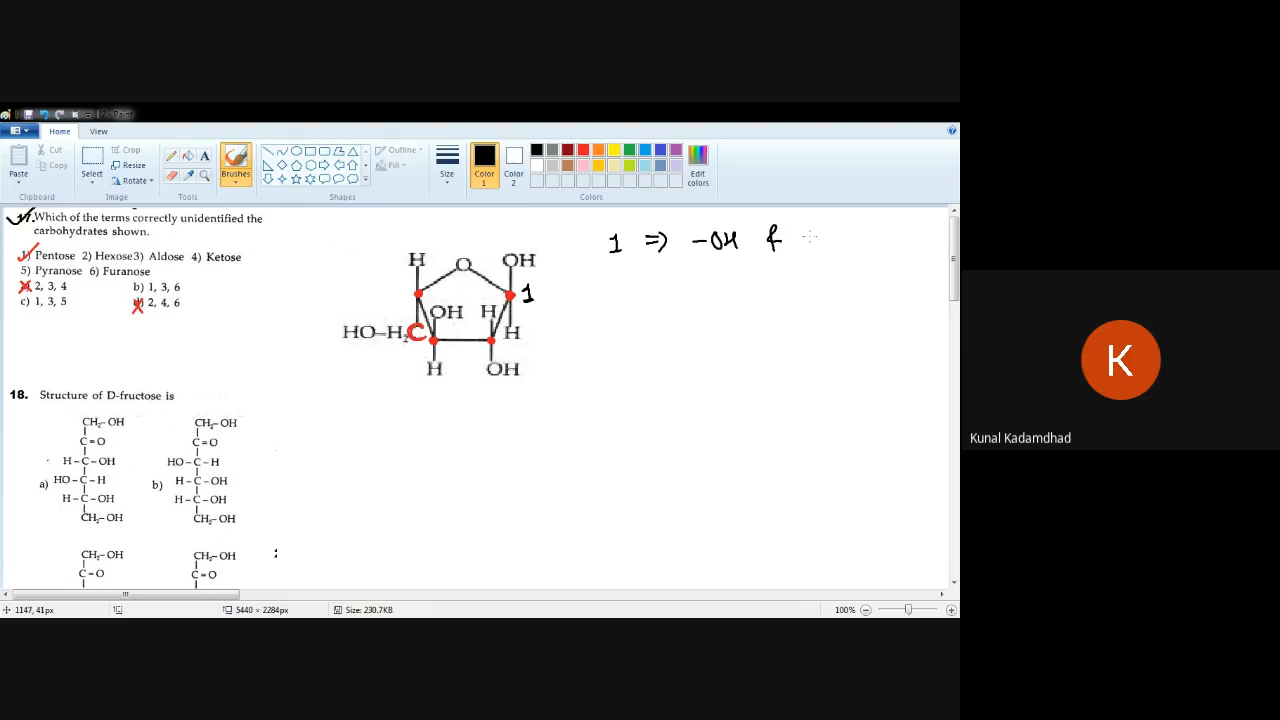 Paint
Home View
Cut
Copy
Paste
Crop
Resize
Rotate
Select
Brushes
Outline
Fill
Size
Color 1
Color 2
Edit colors
Clipboard Image Tools Shapes Colors
17. Which of the terms correctly unidentified the
carbohydrates shown.
1) Pentose 2) Hexose3) Aldose 4) Ketose
5) Pyranose 6) Furanose
a) 2, 3, 4 b) 1, 3, 6
c) 1, 3, 5 d) 2, 4, 6
H O OH
1
OH H
HO–H₂C H
H OH
1 ⇒ –OH &
18. Structure of D-fructose is
CH₂–OH CH₂–OH
C=O C=O
H–C–OH HO–C–H
a) HO–C–H b) H–C–OH
H–C–OH H–C–OH
CH₂–OH CH₂–OH
CH₂–OH CH₂–OH
C=O C=O
1147, 41px 5440 × 2284px Size: 230.7KB 100%
K
Kunal Kadamdhad